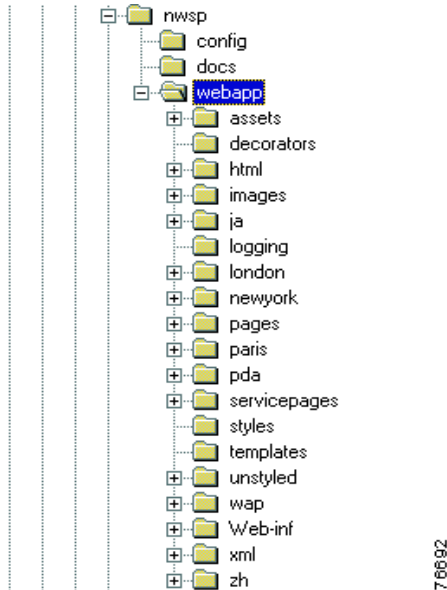 nwsp
config
docs
webapp
assets
decorators
html
images
ja
logging
london
newyork
pages
paris
pda
servicepages
styles
templates
unstyled
wap
Web-inf
xml
zh
76692